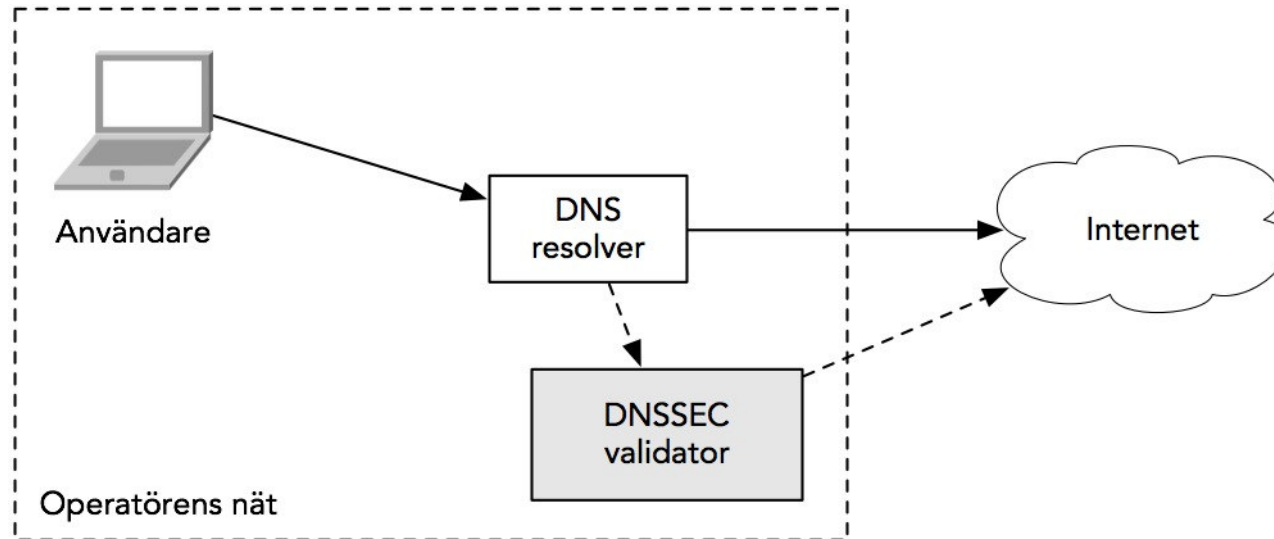 Användare
DNS
resolver
Internet
DNSSEC
validator
Operatörens nät